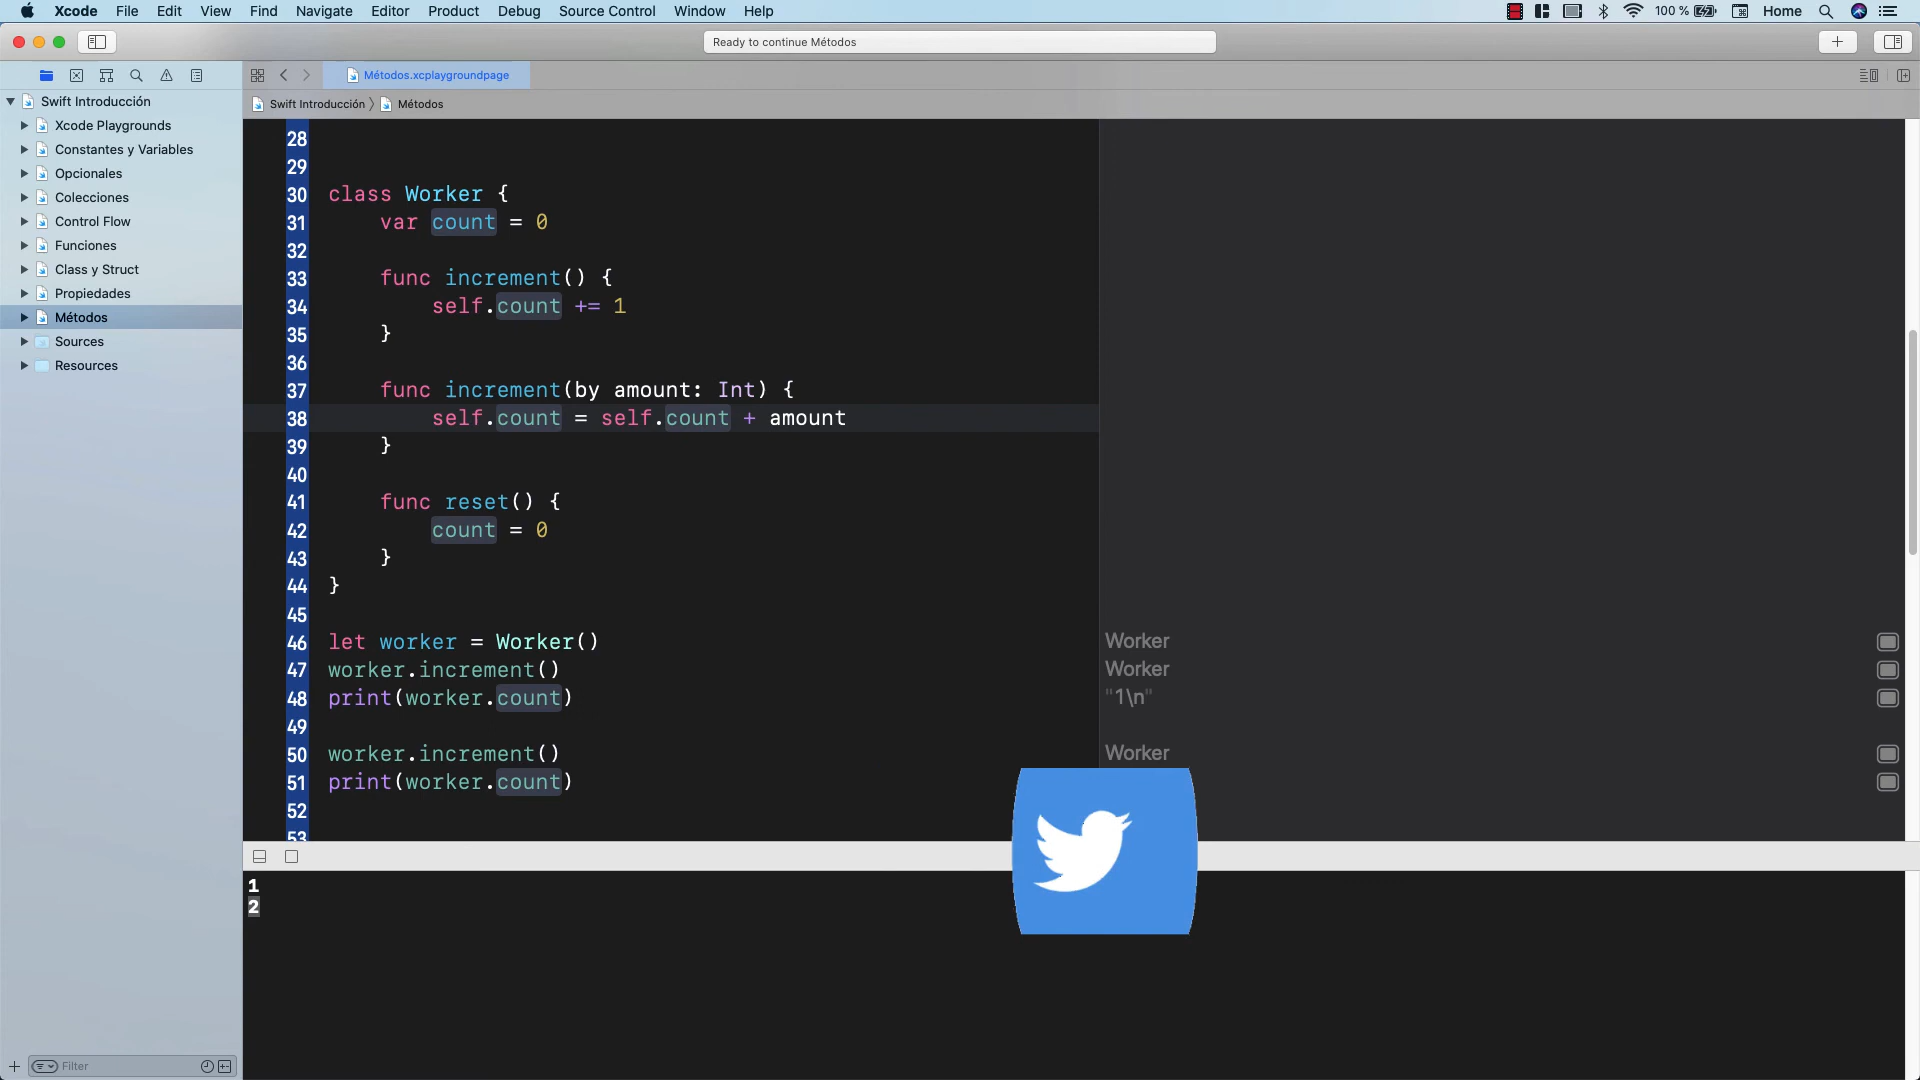 Xcode File Edit View Find Navigate Editor Product Debug Source Control Window Help 100 % Home
Ready to continue Métodos
Métodos.xcplaygroundpage
Swift Introducción
Swift Introducción Métodos
Xcode Playgrounds
Constantes y Variables
Opcionales
Colecciones
Control Flow
Funciones
Class y Struct
Propiedades
Métodos
Sources
Resources
Filter
28
29
30 class Worker {
31 var count = 0
32
33 func increment() {
34 self.count += 1
35 }
36
37 func increment(by amount: Int) {
38 self.count = self.count + amount
39 }
40
41 func reset() {
42 count = 0
43 }
44 }
45
46 let worker = Worker() Worker
47 worker.increment() Worker
48 print(worker.count) "1\n"
49
50 worker.increment() Worker
51 print(worker.count)
52
53
1
2